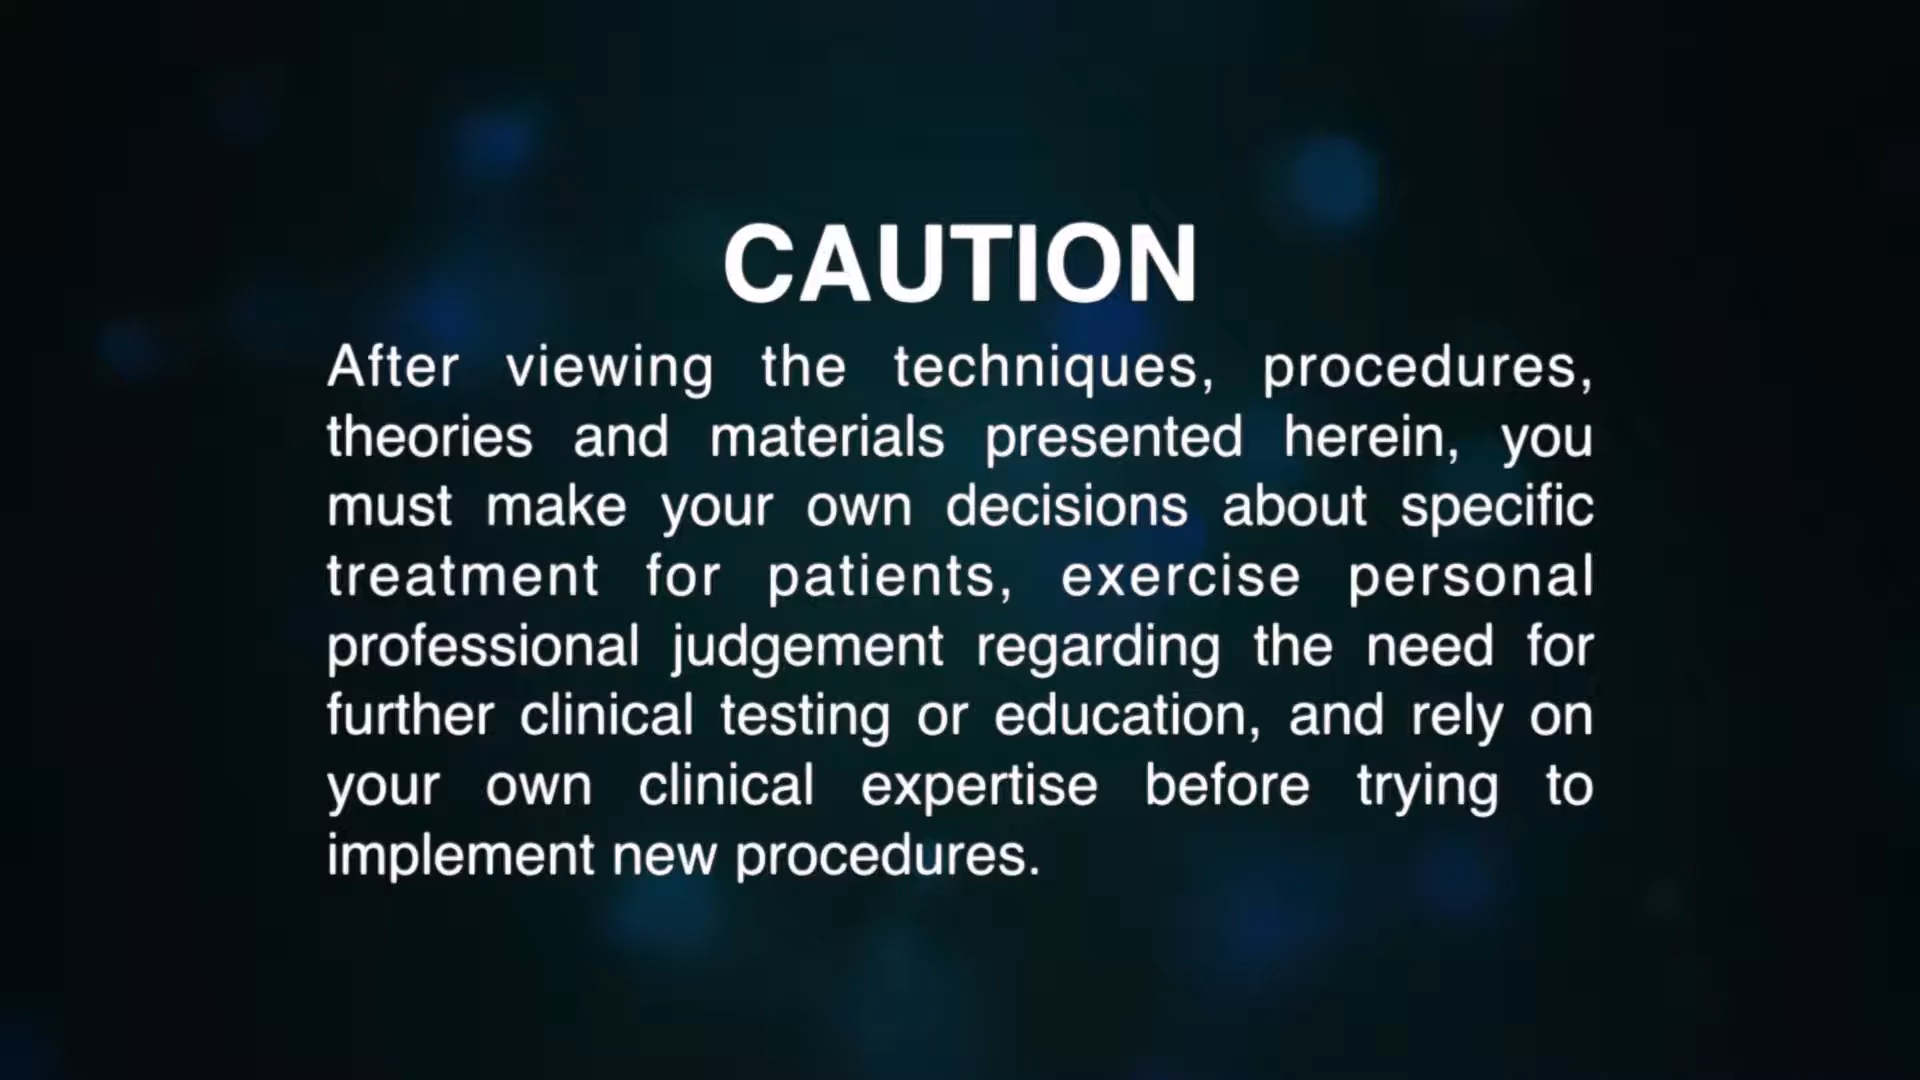 CAUTION
After viewing the techniques, procedures,
theories and materials presented herein, you
must make your own decisions about specific
treatment for patients, exercise personal
professional judgement regarding the need for
further clinical testing or education, and rely on
your own clinical expertise before trying to
implement new procedures.